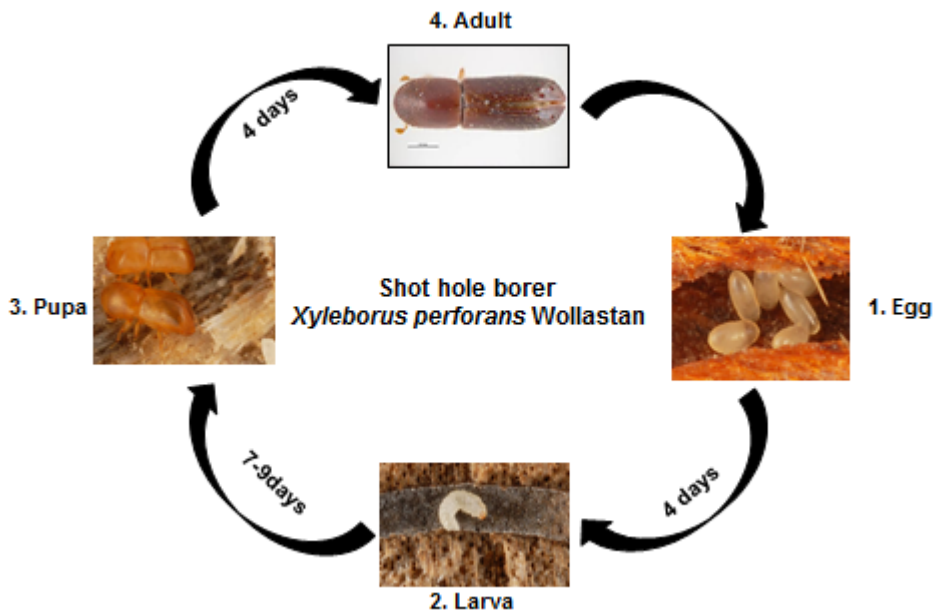 4. Adult
4 days
3. Pupa
Shot hole borer
Xyleborus perforans Wollastan
1. Egg
7-9days
4 days
2. Larva